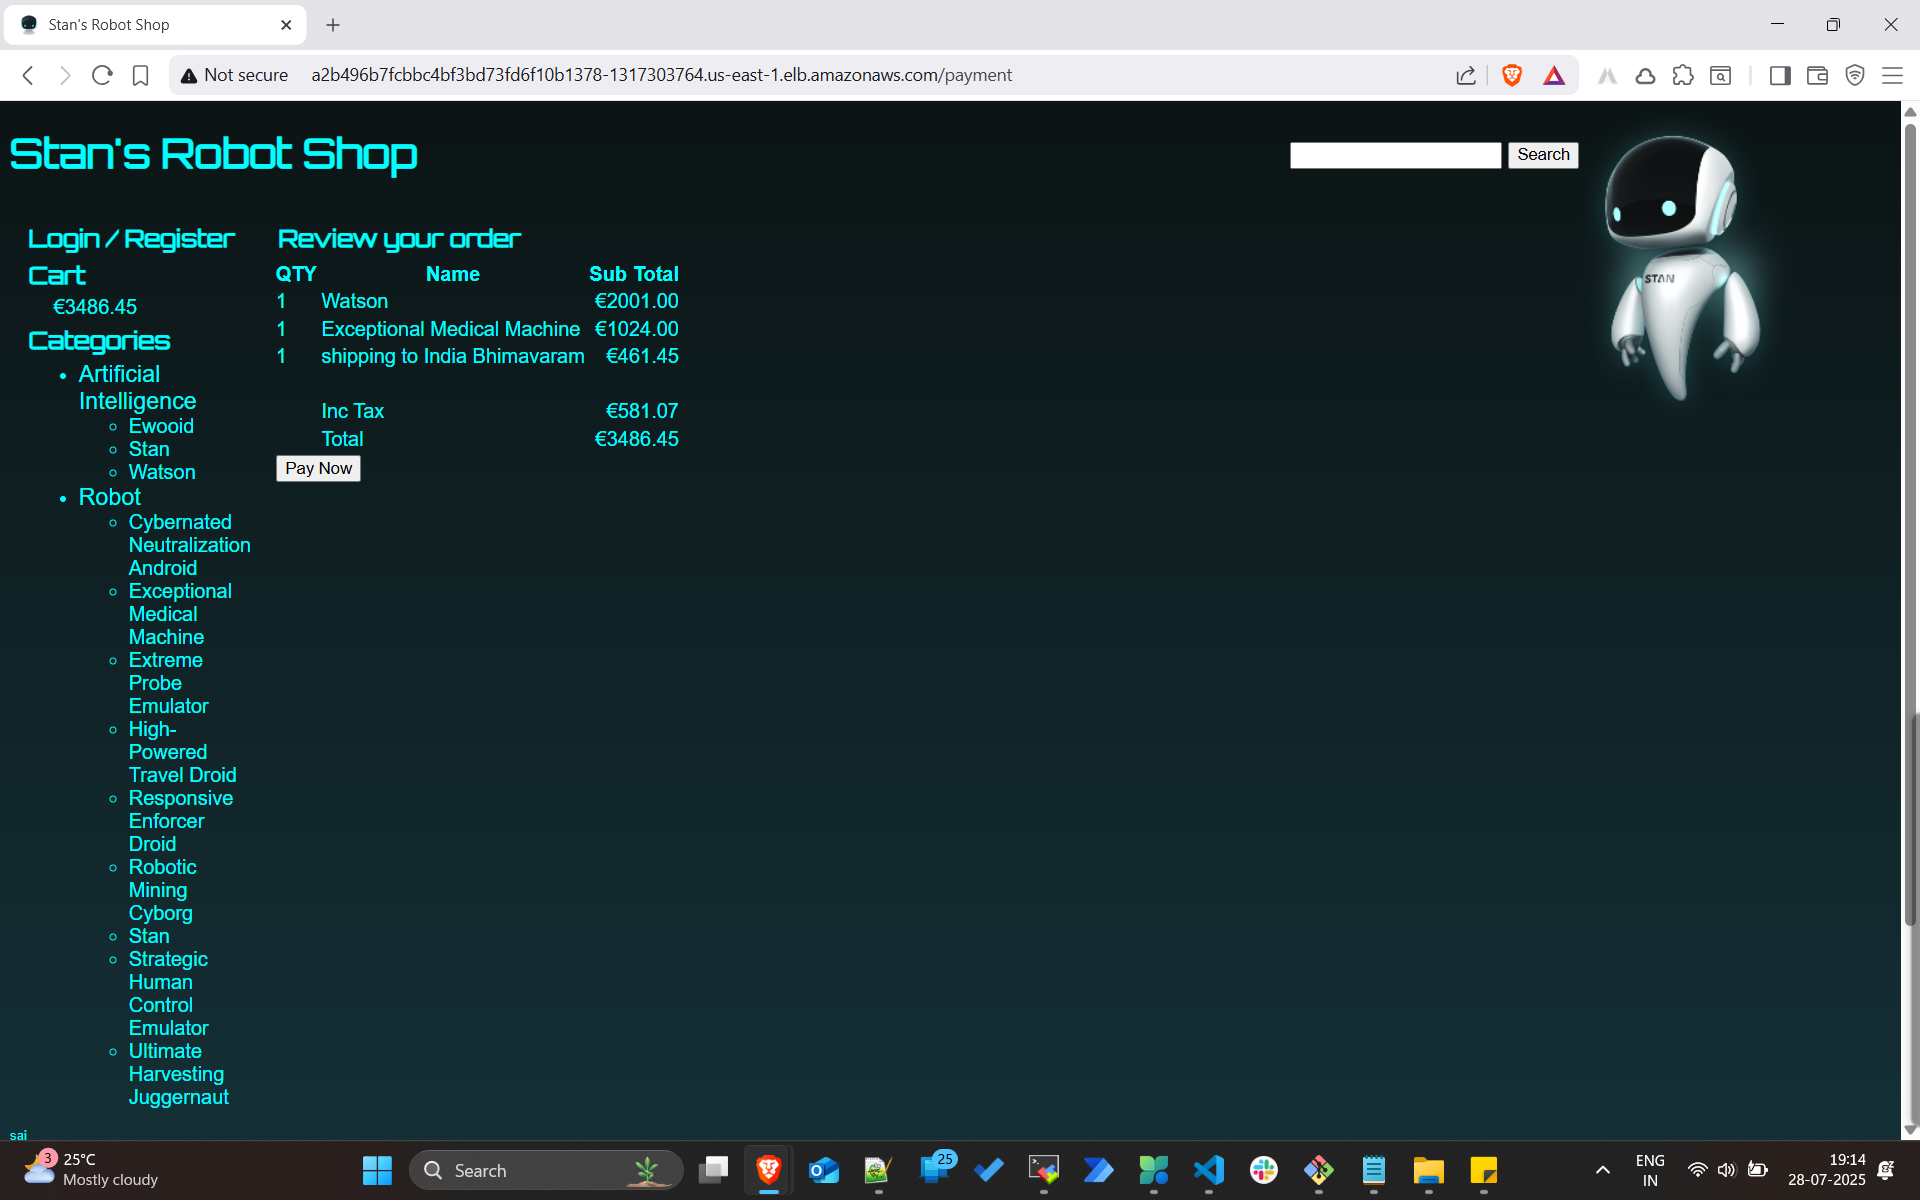 Stan's Robot Shop
Not secure a2b496b7fcbbc4bf3bd73fd6f10b1378-1317303764.us-east-1.elb.amazonaws.com/payment
Stan's Robot Shop
Search
STAN
Login / Register
Cart
€3486.45
Categories
Artificial
Intelligence
Ewooid
Stan
Watson
Robot
Cybernated
Neutralization
Android
Exceptional
Medical
Machine
Extreme
Probe
Emulator
High-
Powered
Travel Droid
Responsive
Enforcer
Droid
Robotic
Mining
Cyborg
Stan
Strategic
Human
Control
Emulator
Ultimate
Harvesting
Juggernaut
Review your order
QTY Name Sub Total
1 Watson €2001.00
1 Exceptional Medical Machine €1024.00
1 shipping to India Bhimavaram €461.45
Inc Tax €581.07
Total €3486.45
Pay Now
sai
3
25°C
Mostly cloudy
Search
25
ENG
IN
19:14
28-07-2025